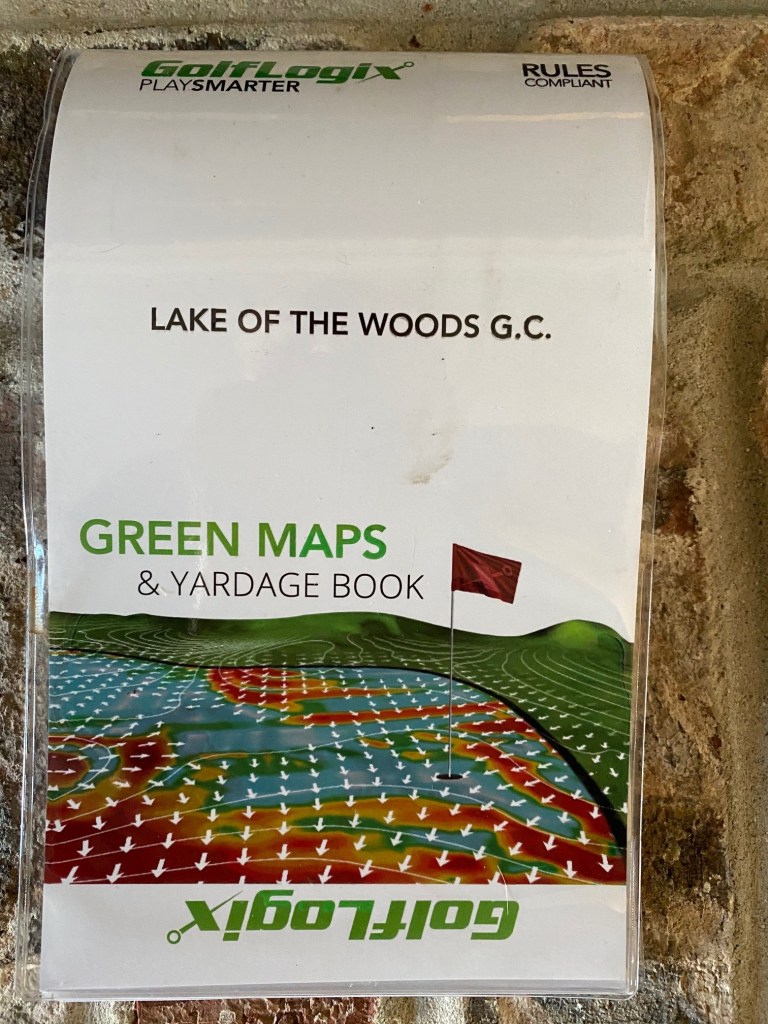 GolfLogix
PLAYSMARTER
RULES
COMPLIANT
LAKE OF THE WOODS G.C.
GREEN MAPS
& YARDAGE BOOK
GolfLogix